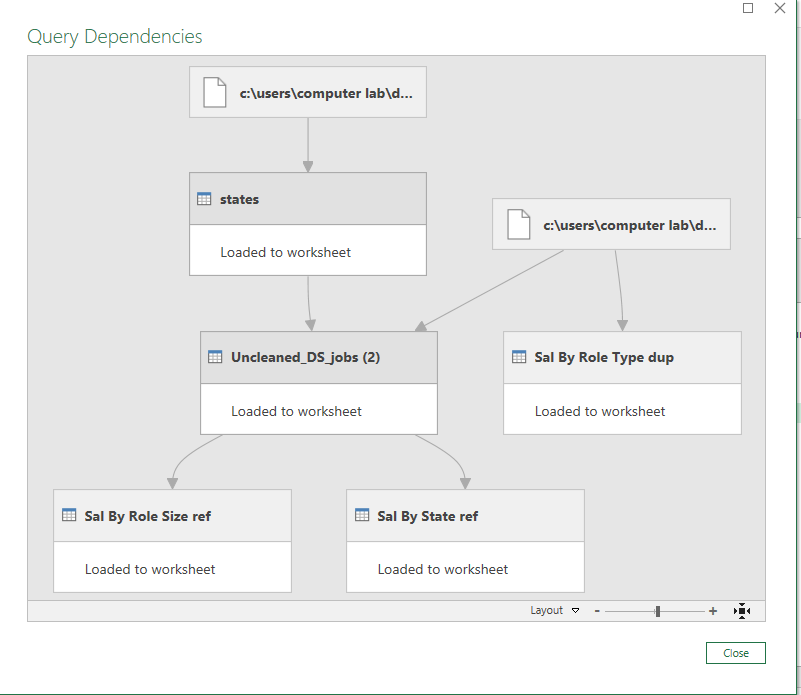 Query Dependencies
c:\users\computer lab\d...
states
Loaded to worksheet
c:\users\computer lab\d...
Uncleaned_DS_jobs (2)
Loaded to worksheet
Sal By Role Type dup
Loaded to worksheet
Sal By Role Size ref
Loaded to worksheet
Sal By State ref
Loaded to worksheet
Layout
- +
Close